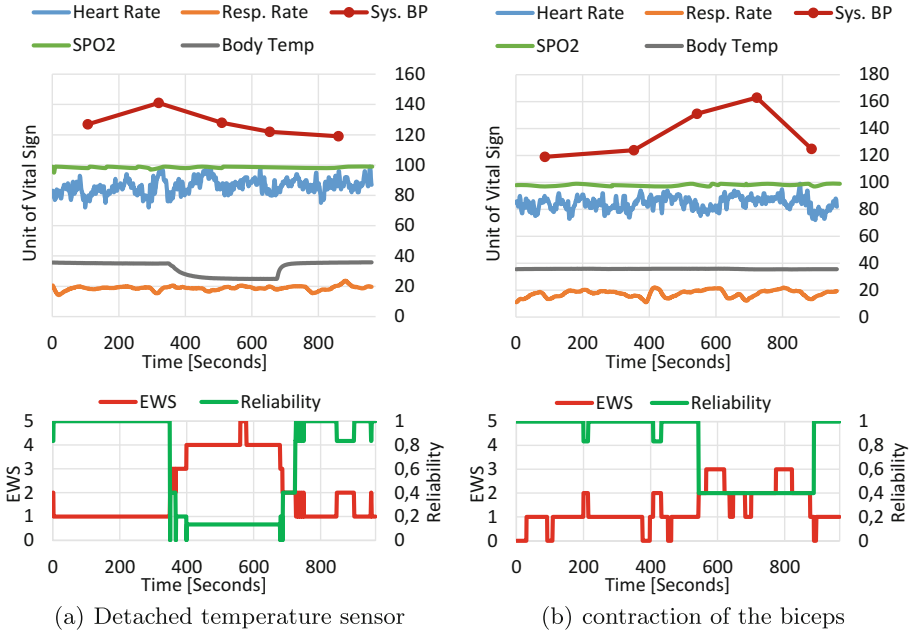 Heart Rate Resp. Rate Sys. BP
SPO2 Body Temp
Unit of Vital Sign
160
140
120
100
80
60
40
20
0
0 200 400 600 800
Time [Seconds]
EWS Reliability
EWS
5
4
3
2
1
0
1
0,8
0,6
0,4
0,2
0
Reliability
0 200 400 600 800
Time [Seconds]
(a) Detached temperature sensor
Heart Rate Resp. Rate Sys. BP
SPO2 Body Temp
Unit of Vital Sign
180
160
140
120
100
80
60
40
20
0
0 200 400 600 800
Time [Seconds]
EWS Reliability
EWS
5
4
3
2
1
0
1
0,8
0,6
0,4
0,2
0
Reliability
0 200 400 600 800
Time [Seconds]
(b) contraction of the biceps